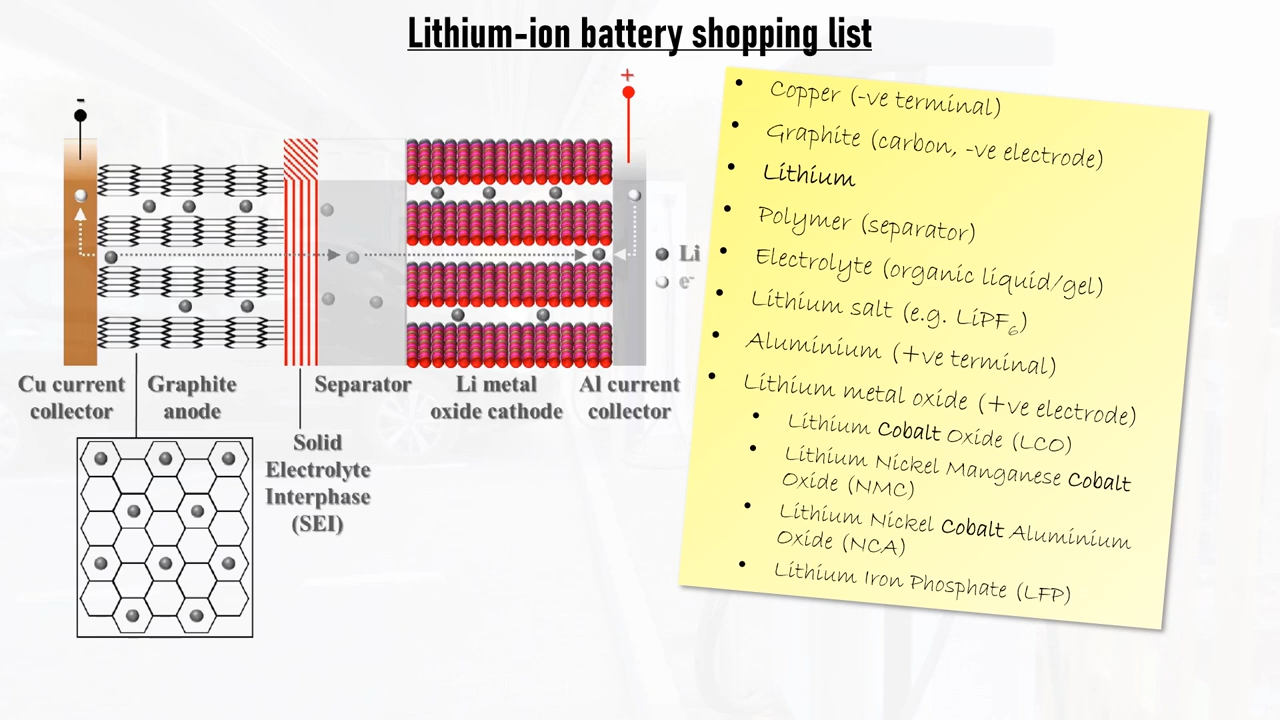 Lithium-ion battery shopping list
-
+
Li
e-
Cu current
collector
Graphite
anode
Separator
Li metal
oxide cathode
Al current
collector
Solid
Electrolyte
Interphase
(SEI)
• Copper (-ve terminal)
• Graphite (carbon, -ve electrode)
• Lithium
• Polymer (separator)
• Electrolyte (organic liquid/gel)
• Lithium salt (e.g. LiPF6)
• Aluminium (+ve terminal)
• Lithium metal oxide (+ve electrode)
• Lithium Cobalt Oxide (LCO)
• Lithium Nickel Manganese Cobalt
Oxide (NMC)
• Lithium Nickel Cobalt Aluminium
Oxide (NCA)
• Lithium Iron Phosphate (LFP)